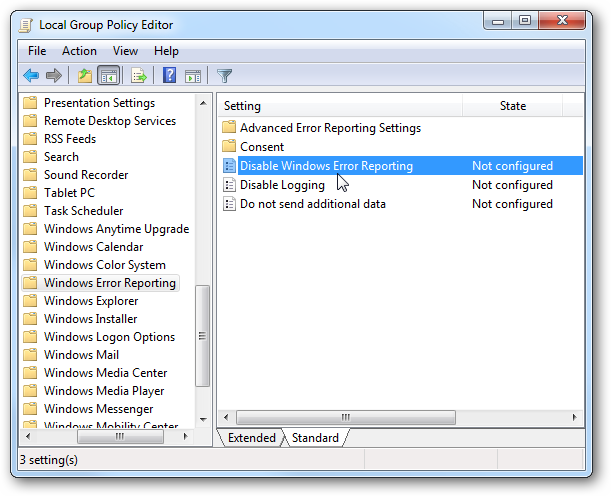 Local Group Policy Editor
File Action View Help
Presentation Settings
Remote Desktop Services
RSS Feeds
Search
Sound Recorder
Tablet PC
Task Scheduler
Windows Anytime Upgrade
Windows Calendar
Windows Color System
Windows Error Reporting
Windows Explorer
Windows Installer
Windows Logon Options
Windows Mail
Windows Media Center
Windows Media Player
Windows Messenger
Windows Mobility Center
Setting State
Advanced Error Reporting Settings
Consent
Disable Windows Error Reporting Not configured
Disable Logging Not configured
Do not send additional data Not configured
Extended Standard
3 setting(s)